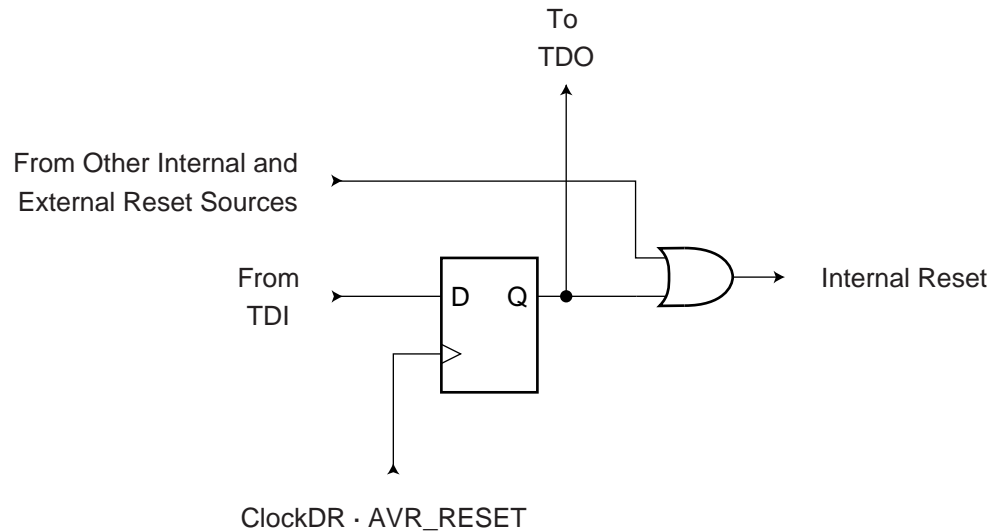 To
TDO
From Other Internal and
External Reset Sources
From
TDI
D
Q
Internal Reset
ClockDR · AVR_RESET